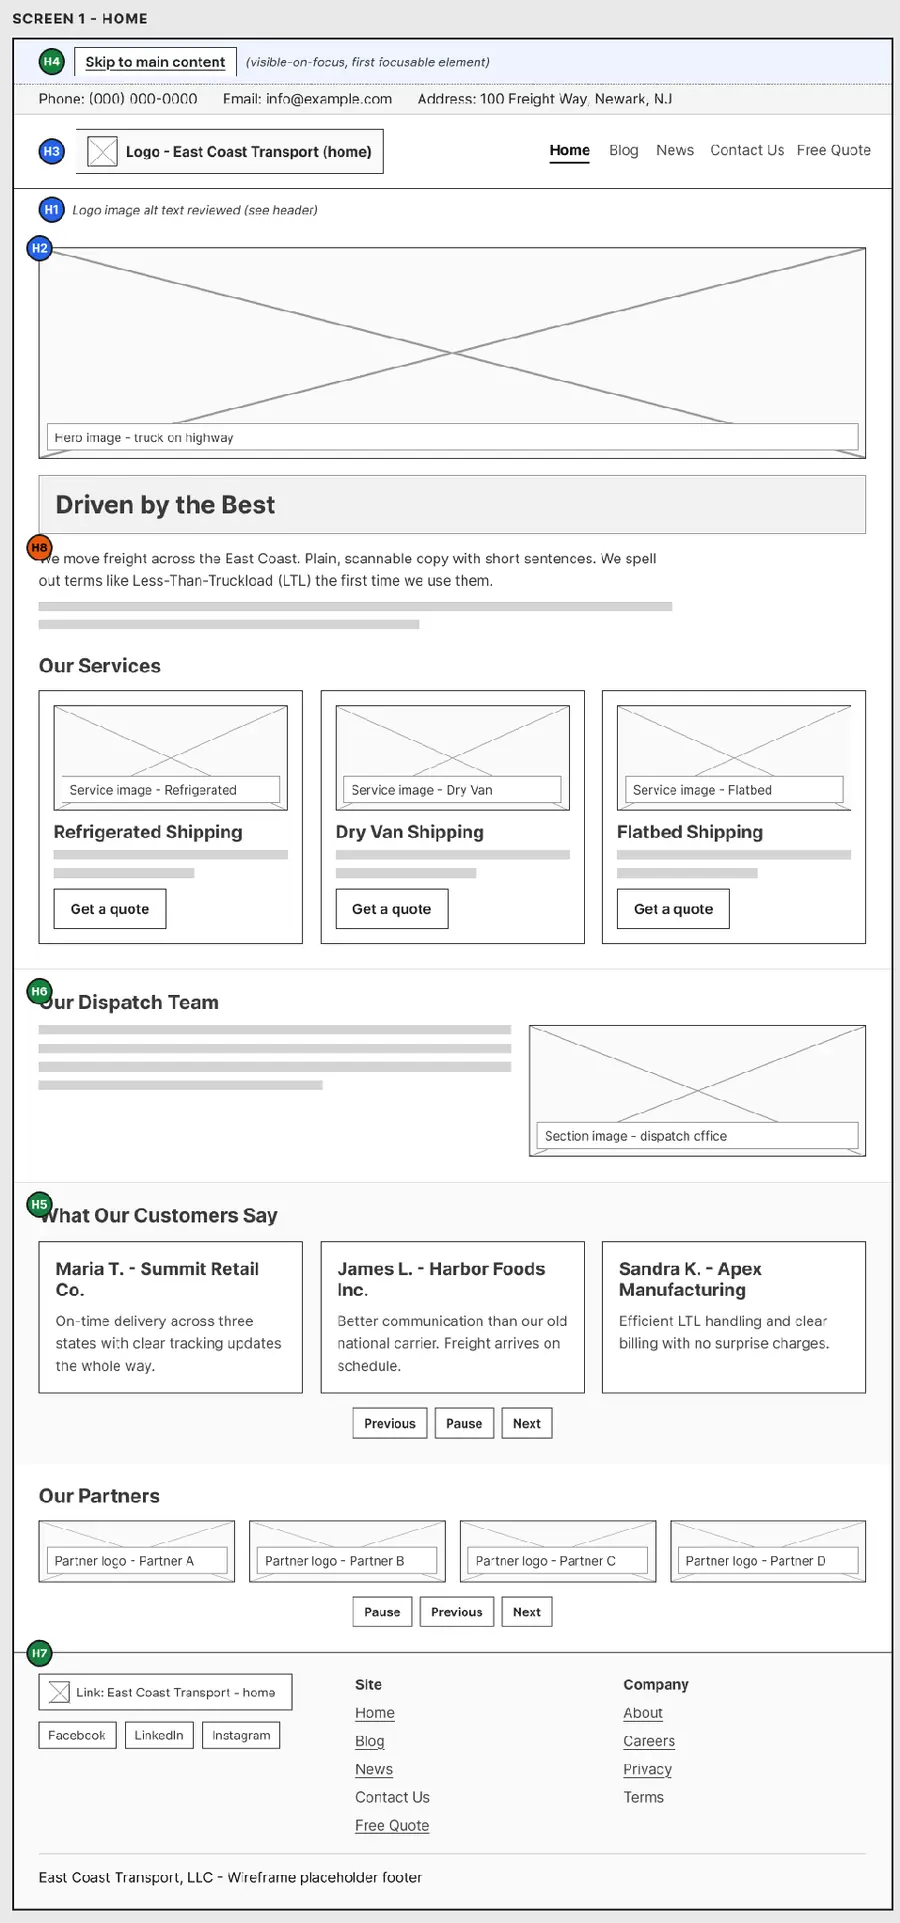 SCREEN 1 - HOME
H4 Skip to main content (visible-on-focus, first focusable element)
Phone: (000) 000-0000 Email: info@example.com Address: 100 Freight Way, Newark, NJ
H3 Logo - East Coast Transport (home) Home Blog News Contact Us Free Quote
H1 Logo image alt text reviewed (see header)
H2
Hero image - truck on highway
Driven by the Best
H8
We move freight across the East Coast. Plain, scannable copy with short sentences. We spell
out terms like Less-Than-Truckload (LTL) the first time we use them.
Our Services
Service image - Refrigerated Service image - Dry Van Service image - Flatbed
Refrigerated Shipping Dry Van Shipping Flatbed Shipping
Get a quote Get a quote Get a quote
H6
Our Dispatch Team
Section image - dispatch office
H5
What Our Customers Say
Maria T. - Summit Retail
Co.
On-time delivery across three
states with clear tracking updates
the whole way.
James L. - Harbor Foods
Inc.
Better communication than our old
national carrier. Freight arrives on
schedule.
Sandra K. - Apex
Manufacturing
Efficient LTL handling and clear
billing with no surprise charges.
Previous Pause Next
Our Partners
Partner logo - Partner A Partner logo - Partner B Partner logo - Partner C Partner logo - Partner D
Pause Previous Next
H7
Link: East Coast Transport - home
Facebook LinkedIn Instagram
Site
Home
Blog
News
Contact Us
Free Quote
Company
About
Careers
Privacy
Terms
East Coast Transport, LLC - Wireframe placeholder footer